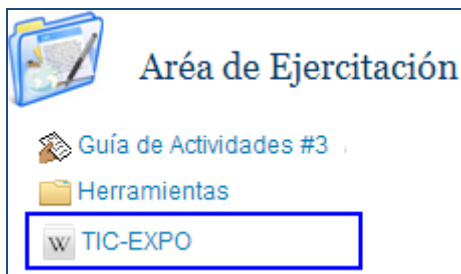 Aréa de Ejercitación
Guía de Actividades #3
Herramientas
W TIC-EXPO